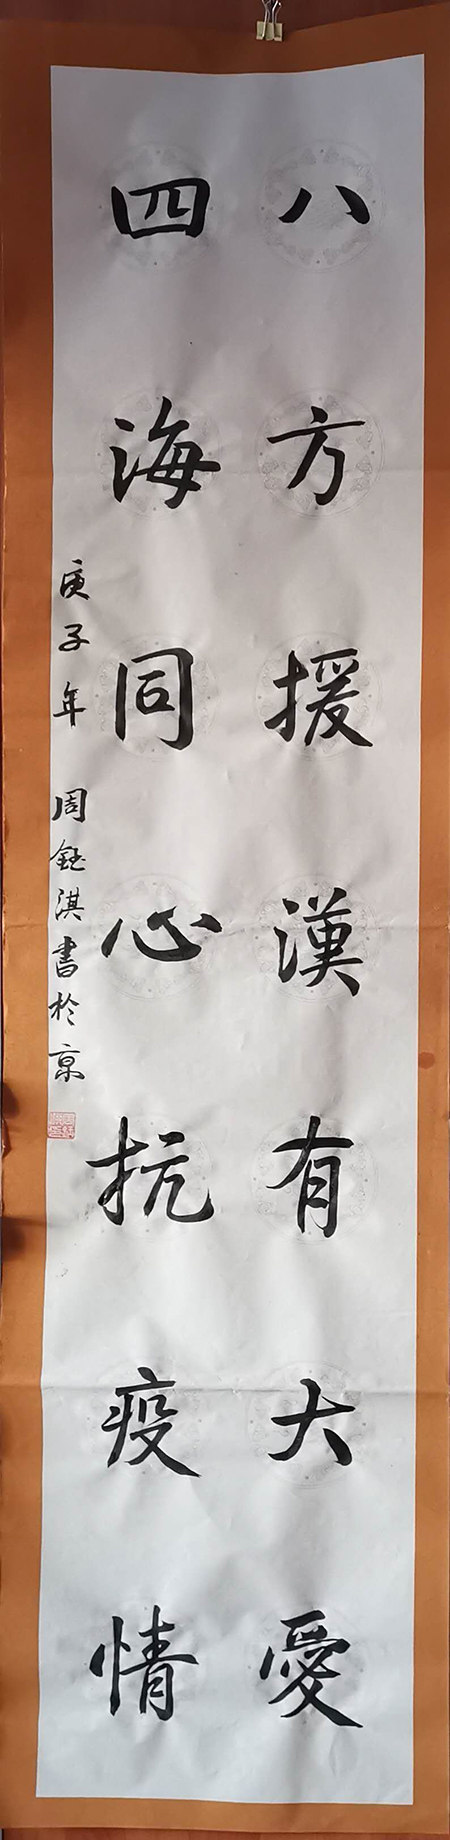 八方援漢有大愛
四海同心抗疫情
庚子年 周鈺淇書於京